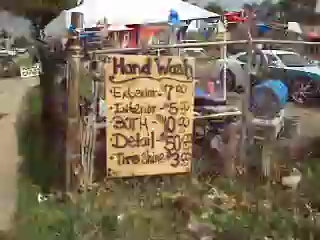 Hand Wash
Exterior - 7.00
Interior - $5.00
BOTH - $10.00
Detail - $50.00
Tire Shine $3.00